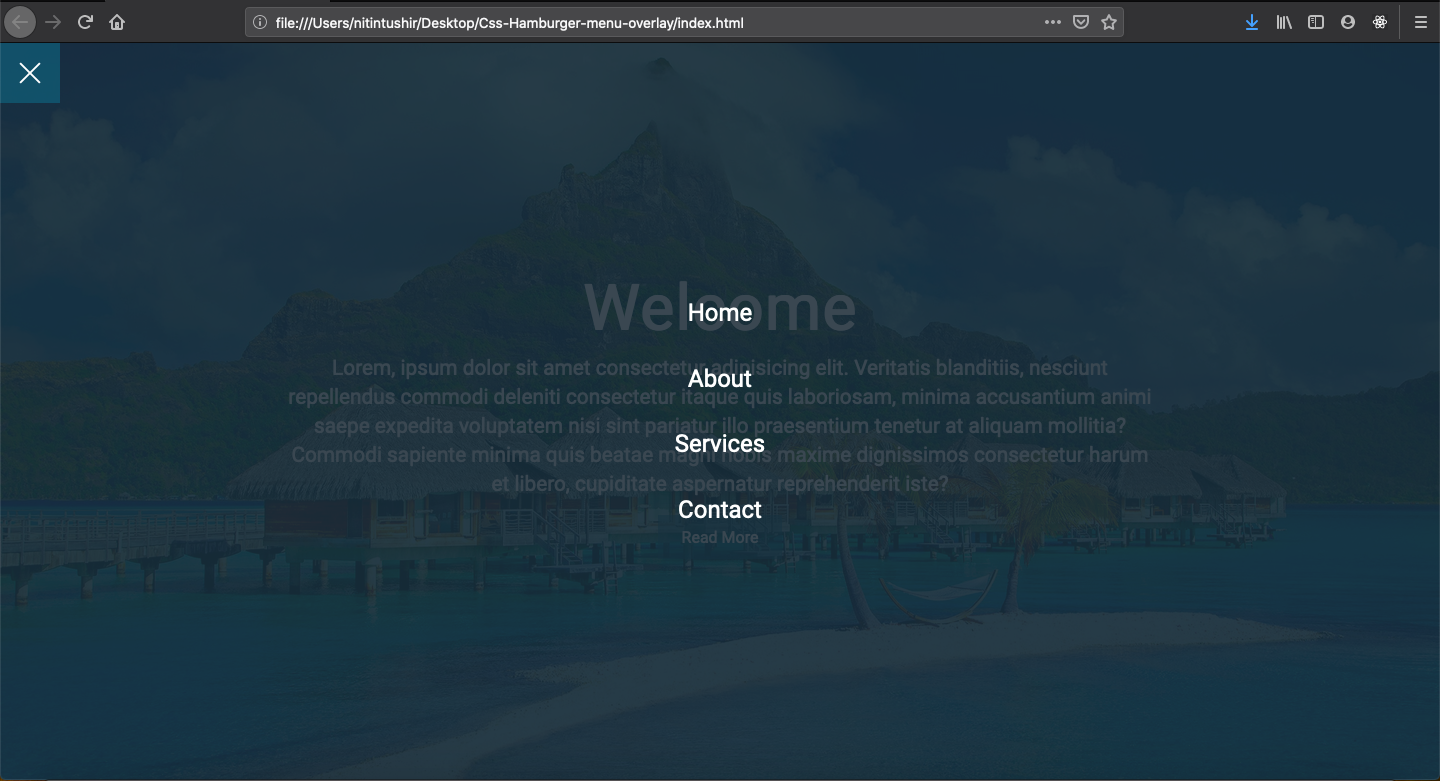 file:///Users/nitintushir/Desktop/Css-Hamburger-menu-overlay/index.html
Welcome
Home
Lorem, ipsum dolor sit amet consectetur adipisicing elit. Veritatis blanditiis, nesciunt
About
repellendus commodi deleniti consectetur itaque quis laboriosam, minima accusantium animi
saepe expedita voluptatem nisi sint pariatur illo praesentium tenetur at aliquam mollitia?
Services
Commodi sapiente minima quis beatae magni nobis maxime dignissimos consectetur harum
et libero, cupiditate aspernatur reprehenderit iste?
Contact
Read More